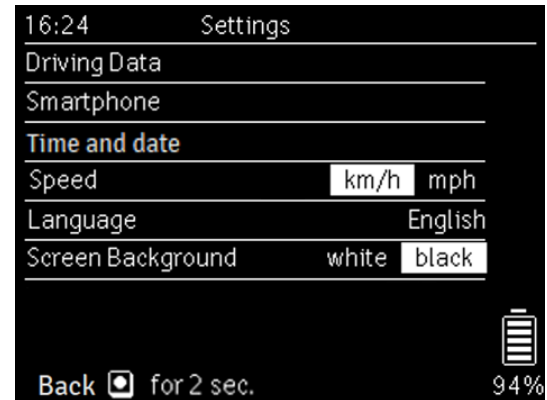 16:24 Settings
Driving Data
Smartphone
Time and date
Speed km/h mph
Language English
Screen Background white black
Back for 2 sec.
94%